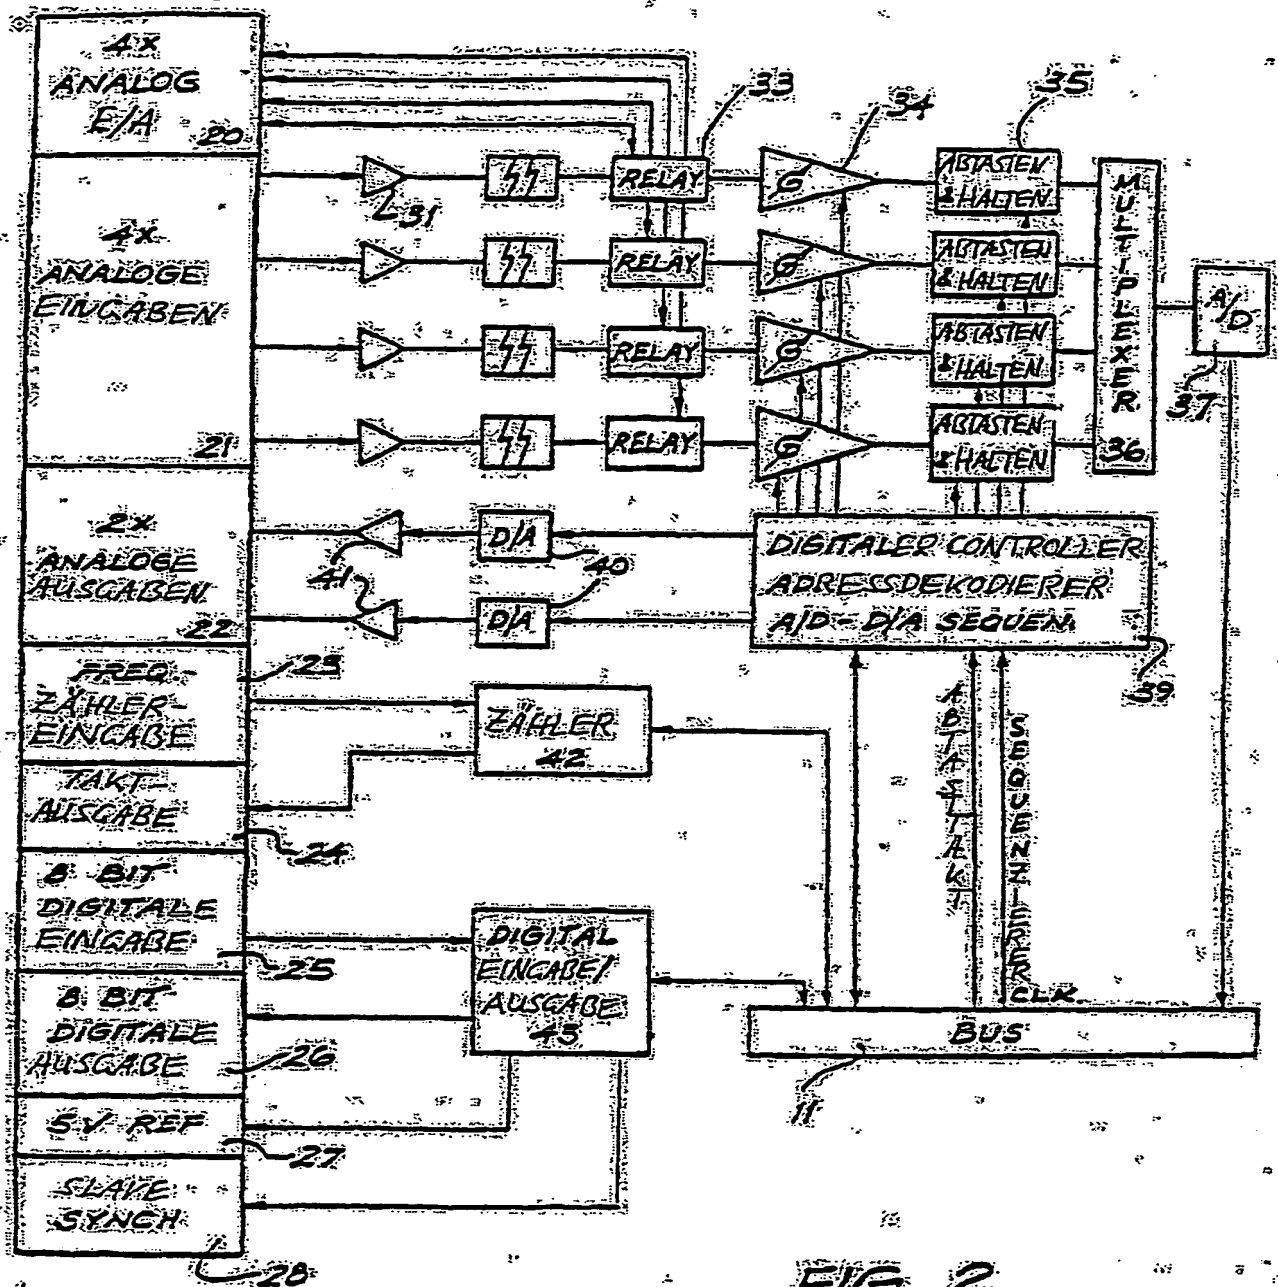 4X
ANALOG
E/A
20
4X
ANALOGE
EINGABEN
21
2X
ANALOGE
AUSGABEN
22
FREQ.-
ZÄHLER-
EINGABE
23
TAKT-
AUSGABE
24
8 BIT
DIGITALE
EINGABE
25
8 BIT
DIGITALE
AUSGABE
26
5V REF
27
SLAVE
SYNCH
28
31
RELAY
RELAY
RELAY
RELAY
33
G
G
G
G
34
ABTASTEN
& HALTEN
ABTASTEN
& HALTEN
ABTASTEN
& HALTEN
ABTASTEN
& HALTEN
35
MULTIPLEXER
36
A/D
37
D/A
D/A
40
41
DIGITALER CONTROLLER
ADRESSDEKODIERER
A/D - D/A SEQUEN.
39
ZÄHLER
42
DIGITAL
EINGABE/
AUSGABE
43
ABTASTTAKT
SEQUENZIERER
CLK.
BUS
11
FIG. 2